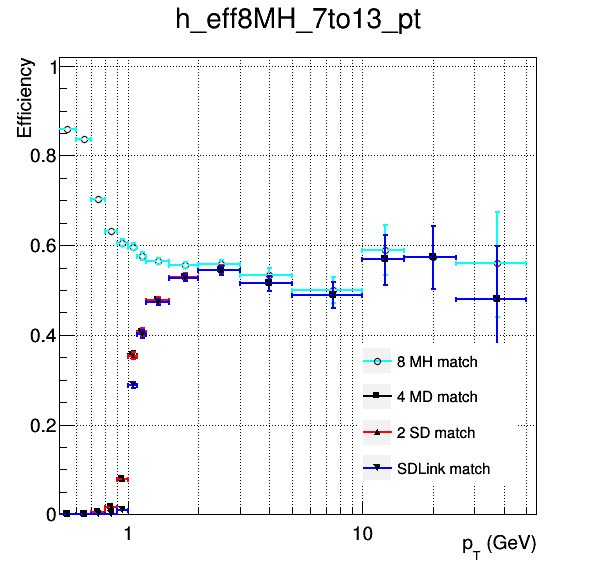 h_eff8MH_7to13_pt
Efficiency
1
0.8
0.6
0.4
0.2
0
8 MH match
4 MD match
2 SD match
SDLink match
1
10
p_T (GeV)